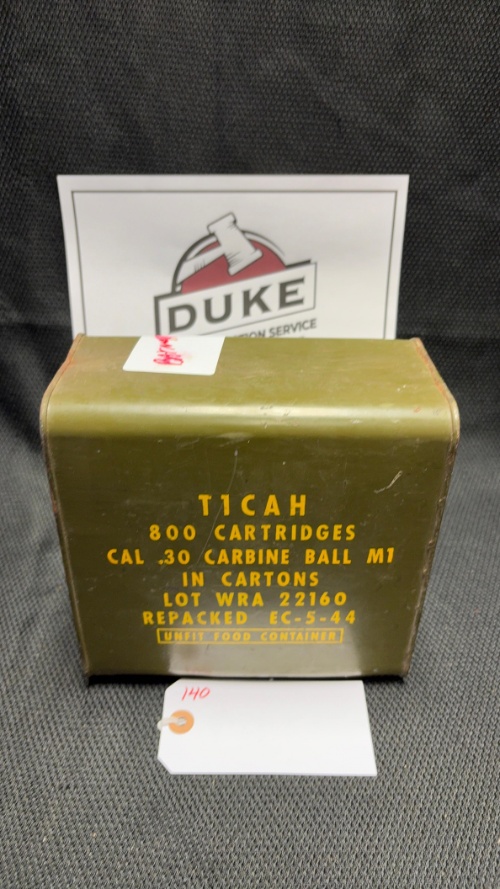 DUKE
TION SERVICE
T1CAH
800 CARTRIDGES
CAL .30 CARBINE BALL M1
IN CARTONS
LOT WRA 22160
REPACKED EC-5-44
UNFIT FOOD CONTAINER
140